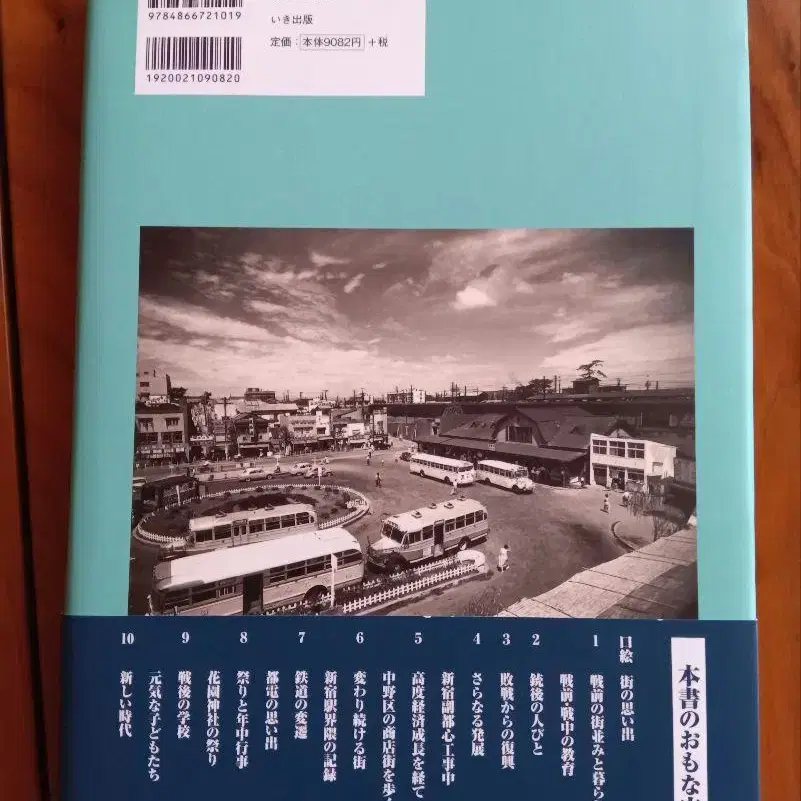 9784866721019
いき出版
定価：本体9082円＋税
1920021090820
本書のおもな
口絵 街の思い出
1 戦前の街並みと暮ら
戦前・戦中の教育
2 銃後の人びと
3 敗戦からの復興
4 さらなる発展
新宿副都心工事中
5 高度経済成長を経て
中野区の商店街を歩
6 変わり続ける街
新宿駅界隈の記録
7 鉄道の変遷
都電の思い出
8 祭りと年中行事
花園神社の祭り
9 戦後の学校
元気な子どもたち
10 新しい時代